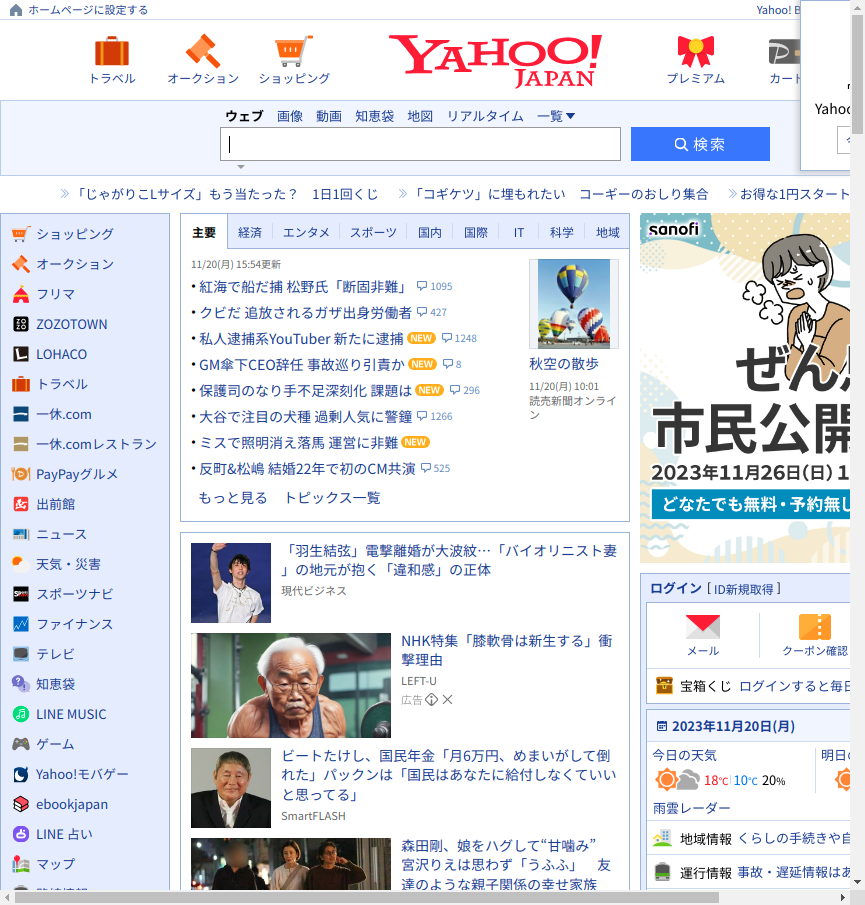 ホームページに設定する
Yahoo! B
トラベル
オークション
ショッピング
YAHOO!
JAPAN
プレミアム
カード
Yahoo
ウェブ 画像 動画 知恵袋 地図 リアルタイム 一覧
検索
「じゃがりこLサイズ」もう当たった？ 1日1回くじ
「コギケツ」に埋もれたい コーギーのおしり集合
お得な1円スタート
ショッピング
オークション
フリマ
ZOZOTOWN
LOHACO
トラベル
一休.com
一休.comレストラン
PayPayグルメ
出前館
ニュース
天気・災害
スポーツナビ
ファイナンス
テレビ
知恵袋
LINE MUSIC
ゲーム
Yahoo!モバゲー
ebookjapan
LINE 占い
マップ
主要 経済 エンタメ スポーツ 国内 国際 IT 科学 地域
11/20(月) 15:54更新
紅海で船だ捕 松野氏「断固非難」 1095
クビだ 追放されるガザ出身労働者 427
私人逮捕系YouTuber 新たに逮捕 NEW 1248
GM傘下CEO辞任 事故巡り引責か NEW 8
保護司のなり手不足深刻化 課題は NEW 296
大谷で注目の犬種 過剰人気に警鐘 1266
ミスで照明消え落馬 運営に非難 NEW
反町&松嶋 結婚22年で初のCM共演 525
もっと見る トピックス一覧
秋空の散歩
11/20(月) 10:01
読売新聞オンライ
ン
「羽生結弦」電撃離婚が大波紋…「バイオリニスト妻
」の地元が抱く「違和感」の正体
現代ビジネス
NHK特集「膝軟骨は新生する」衝
撃理由
LEFT-U
広告
ビートたけし、国民年金「月6万円、めまいがして倒
れた」パックンは「国民はあなたに給付しなくていい
と思ってる」
SmartFLASH
森田剛、娘をハグして“甘噛み”
宮沢りえは思わず「うふふ」 友
達のような親子関係の幸せ家族
sanofi
ぜん
市民公開
2023年11月26日(日) 1
どなたでも無料・予約無し
ログイン [ ID新規取得 ]
メール
クーポン確認
宝箱くじ ログインすると毎日
2023年11月20日(月)
今日の天気
明日の
18℃ 10℃ 20%
雨雲レーダー
地域情報 くらしの手続きや自
運行情報 事故・遅延情報はあ